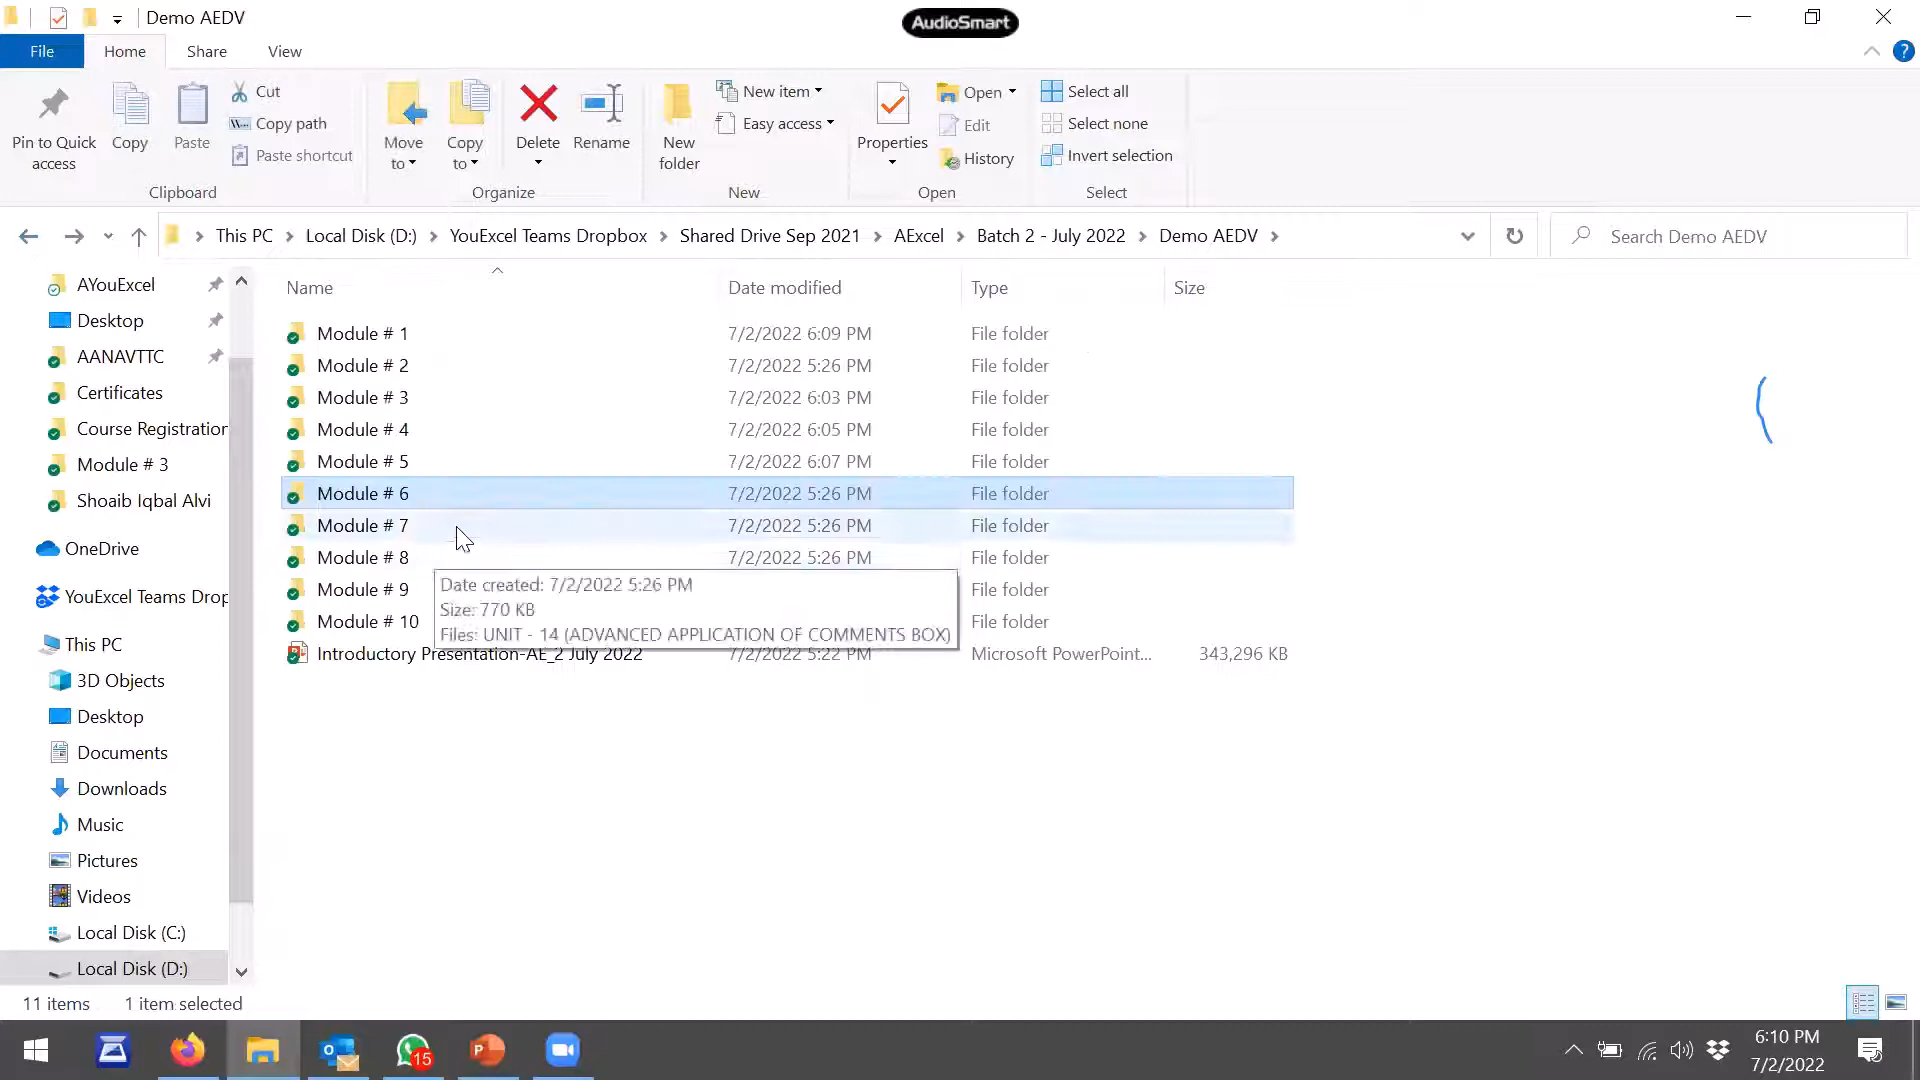 Demo AEDV
AudioSmart
File Home Share View
Pin to Quick access
Copy
Paste
Cut
Copy path
Paste shortcut
Clipboard
Move to
Copy to
Delete
Rename
Organize
New folder
New item
Easy access
New
Properties
Open
Edit
History
Open
Select all
Select none
Invert selection
Select
This PC Local Disk (D:) YouExcel Teams Dropbox Shared Drive Sep 2021 AExcel Batch 2 - July 2022 Demo AEDV
Search Demo AEDV
AYouExcel
Desktop
AANAVTTC
Certificates
Course Registration
Module # 3
Shoaib Iqbal Alvi
OneDrive
YouExcel Teams Drop
This PC
3D Objects
Desktop
Documents
Downloads
Music
Pictures
Videos
Local Disk (C:)
Local Disk (D:)
Name Date modified Type Size
Module # 1 7/2/2022 6:09 PM File folder
Module # 2 7/2/2022 5:26 PM File folder
Module # 3 7/2/2022 6:03 PM File folder
Module # 4 7/2/2022 6:05 PM File folder
Module # 5 7/2/2022 6:07 PM File folder
Module # 6 7/2/2022 5:26 PM File folder
Module # 7 7/2/2022 5:26 PM File folder
Module # 8 7/2/2022 5:26 PM File folder
Module # 9 File folder
Module # 10 File folder
Introductory Presentation-AE_2 July 2022 7/2/2022 5:22 PM Microsoft PowerPoint... 343,296 KB
Date created: 7/2/2022 5:26 PM
Size: 770 KB
Files: UNIT - 14 (ADVANCED APPLICATION OF COMMENTS BOX)
11 items 1 item selected
15
6:10 PM
7/2/2022